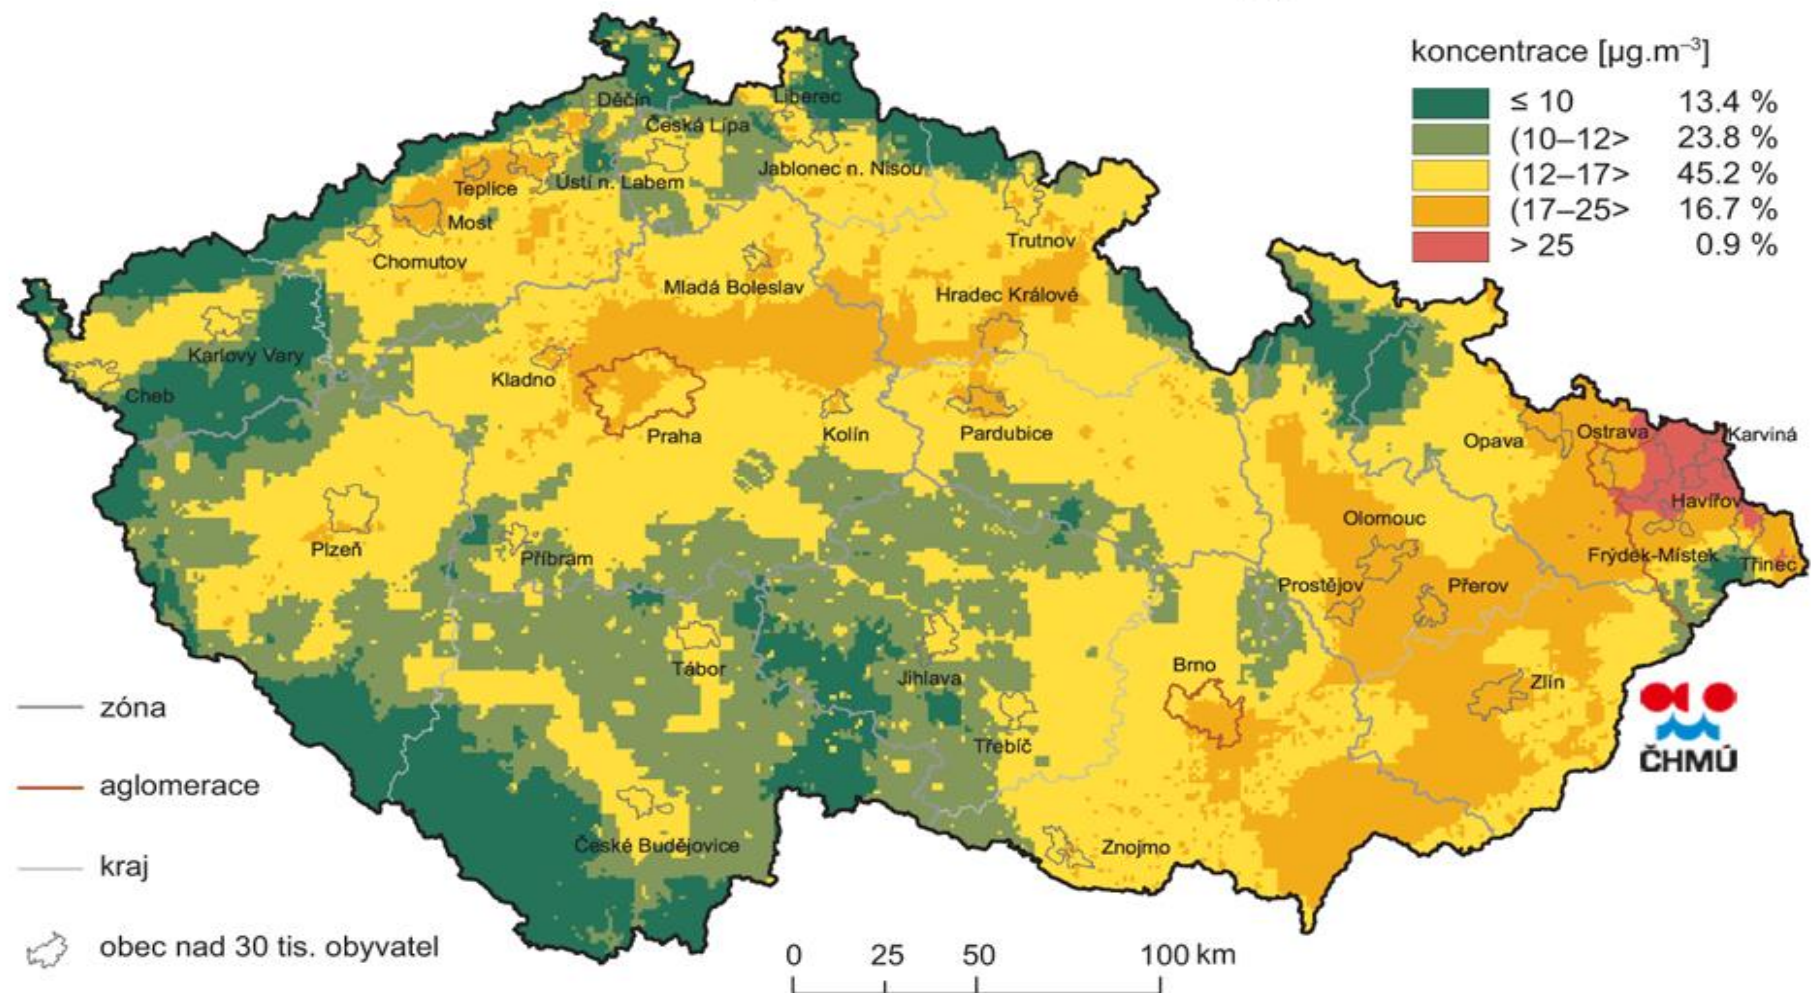 koncentrace [µg.m⁻³]
≤ 10 13.4 %
(10–12> 23.8 %
(12–17> 45.2 %
(17–25> 16.7 %
> 25 0.9 %
Děčín
Liberec
Česká Lípa
Jablonec n. Nisou
Teplice
Ústí n. Labem
Most
Trutnov
Chomutov
Mladá Boleslav
Hradec Králové
Karlovy Vary
Kladno
Cheb
Praha
Kolín
Pardubice
Opava
Ostrava
Karviná
Havířov
Olomouc
Plzeň
Příbram
Frýdek-Místek
Třinec
Prostějov
Přerov
Tábor
Jihlava
Brno
Zlín
Třebíč
České Budějovice
Znojmo
ČHMÚ
zóna
aglomerace
kraj
obec nad 30 tis. obyvatel
0 25 50 100 km